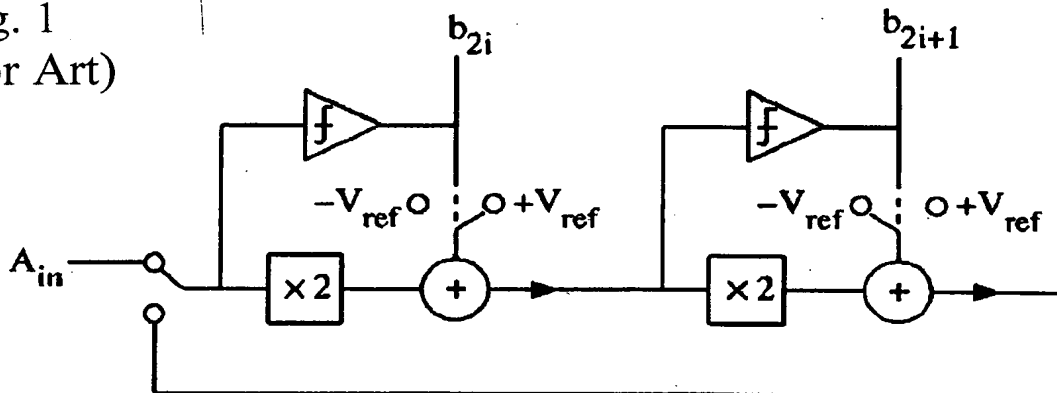 g. 1
r Art)
b2i
b2i+1
−Vref
+Vref
−Vref
+Vref
Ain
×2
+
×2
+